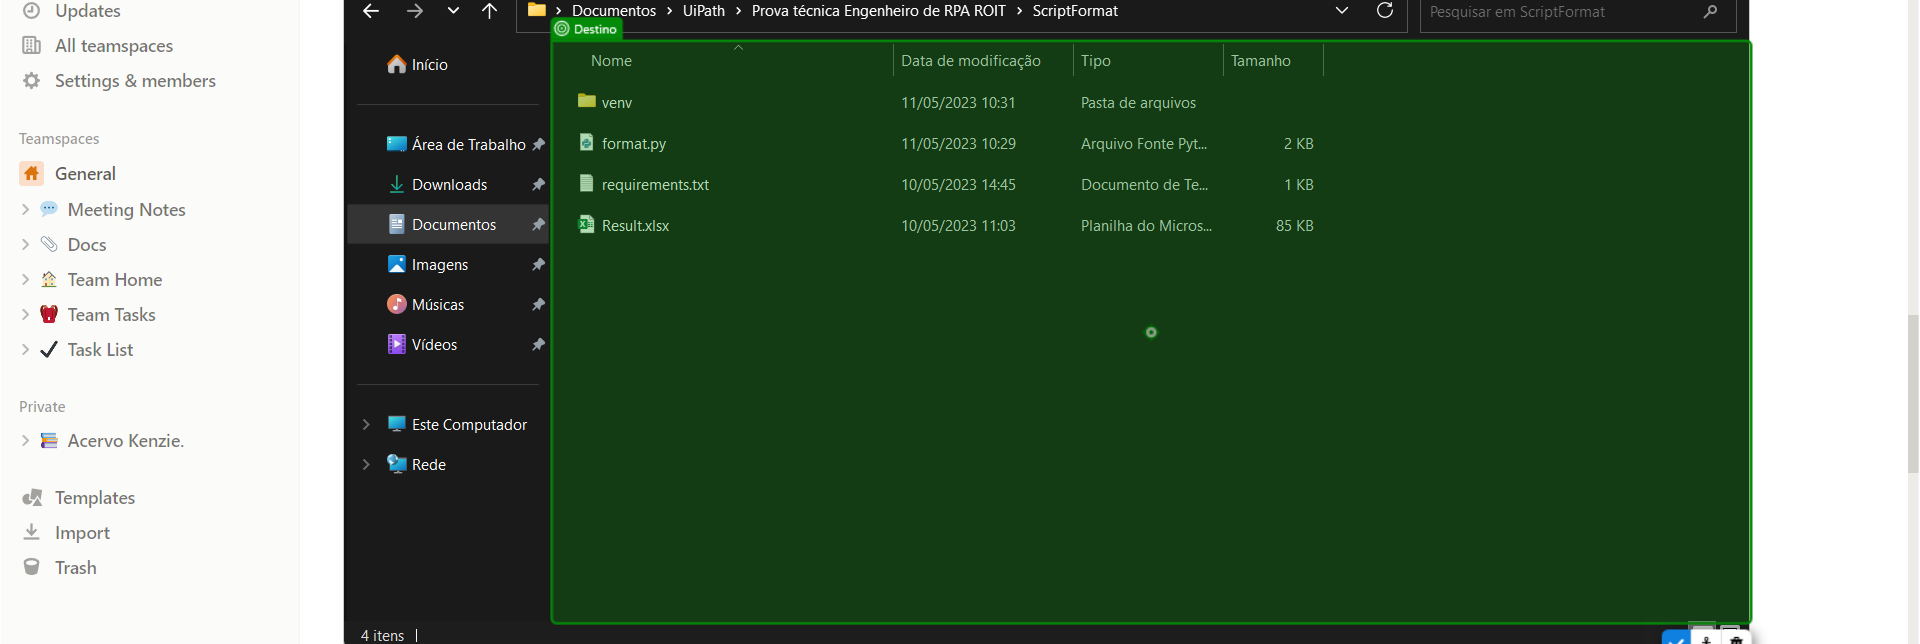 Updates
All teamspaces
Settings & members
Teamspaces
General
Meeting Notes
Docs
Team Home
Team Tasks
Task List
Private
Acervo Kenzie.
Templates
Import
Trash
Documentos > UiPath > Prova técnica Engenheiro de RPA ROIT > ScriptFormat
Pesquisar em ScriptFormat
Destino
Início
Área de Trabalho
Downloads
Documentos
Imagens
Músicas
Vídeos
Este Computador
Rede
Nome Data de modificação Tipo Tamanho
venv 11/05/2023 10:31 Pasta de arquivos
format.py 11/05/2023 10:29 Arquivo Fonte Pyt... 2 KB
requirements.txt 10/05/2023 14:45 Documento de Te... 1 KB
Result.xlsx 10/05/2023 11:03 Planilha do Micros... 85 KB
4 itens